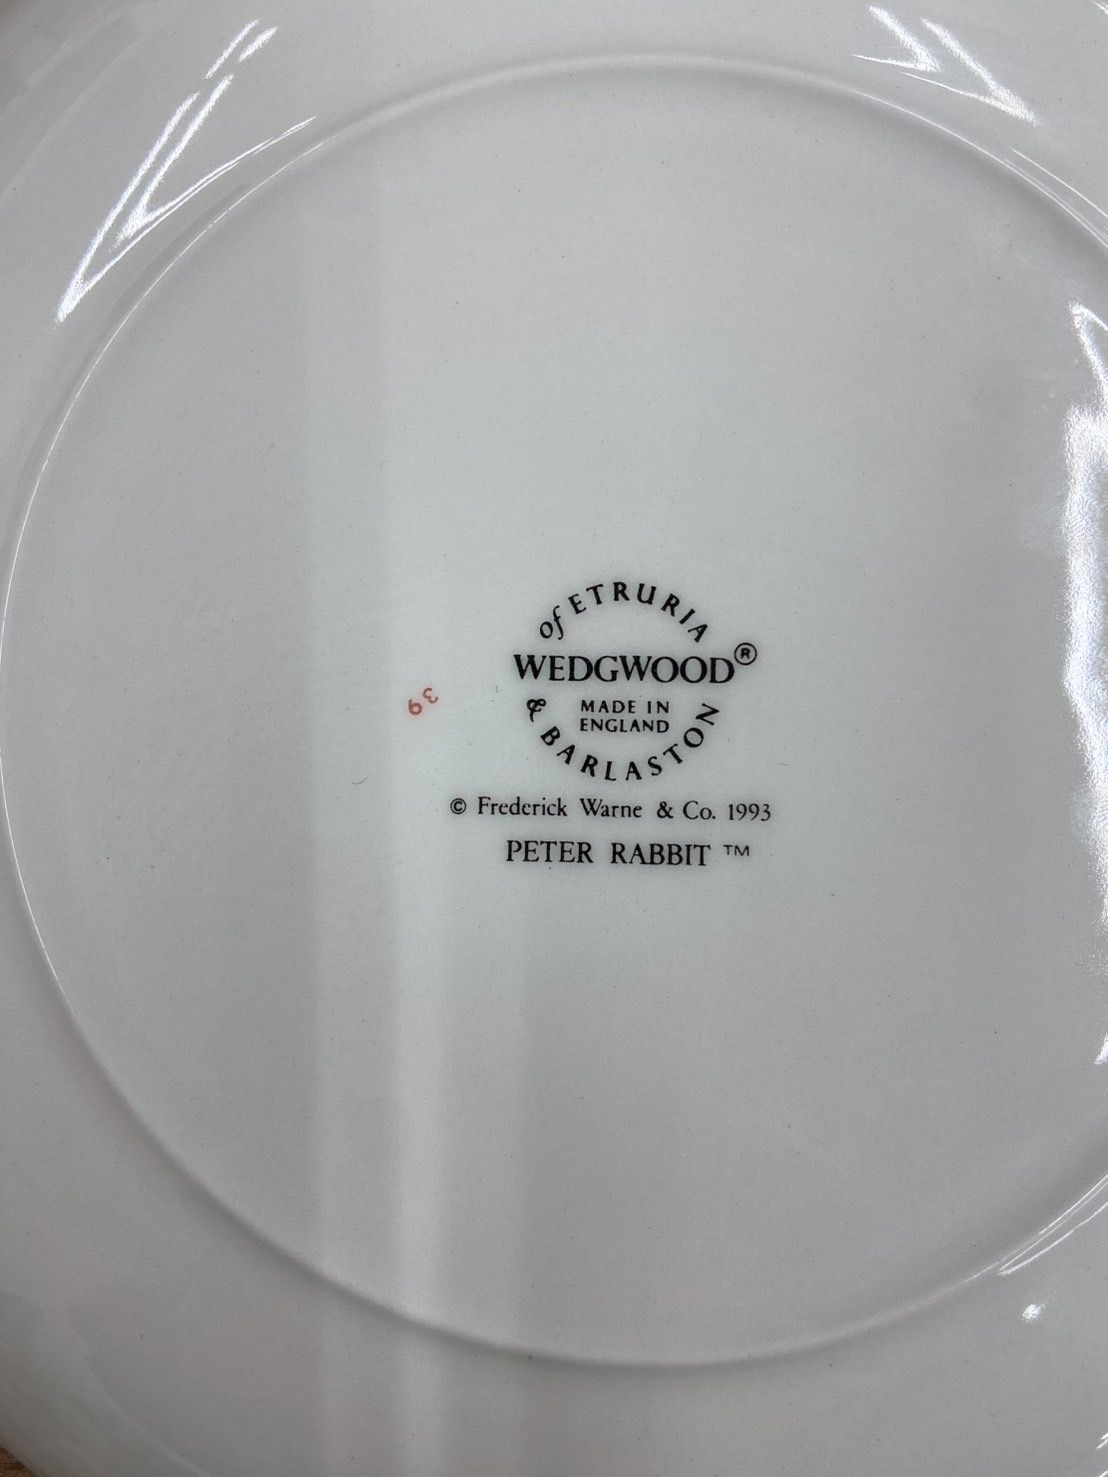 of ETRURIA
WEDGWOOD®
MADE IN
ENGLAND
& BARLASTON
39
© Frederick Warne & Co. 1993
PETER RABBIT ™